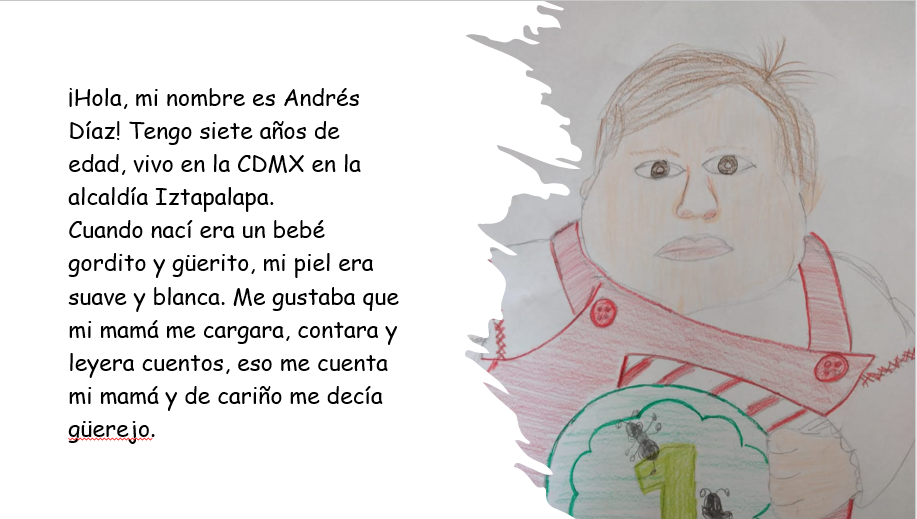 ¡Hola, mi nombre es Andrés
Díaz! Tengo siete años de
edad, vivo en la CDMX en la
alcaldía Iztapalapa.
Cuando nací era un bebé
gordito y güerito, mi piel era
suave y blanca. Me gustaba que
mi mamá me cargara, contara y
leyera cuentos, eso me cuenta
mi mamá y de cariño me decía
güerejo.
1